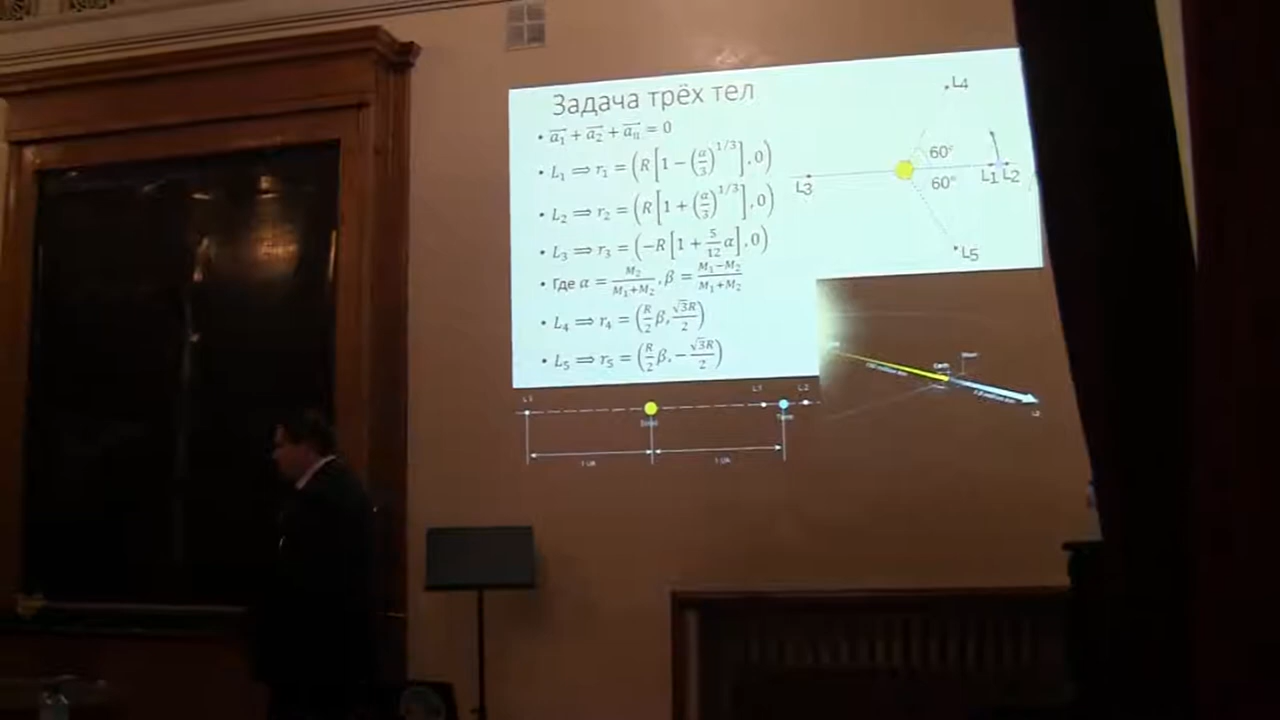 Задача трёх тел
• a₁ + a₂ + aц = 0
• L₁ ⟹ r₁ = (R[1 − (α/3)^1/3], 0)
• L₂ ⟹ r₂ = (R[1 + (α/3)^1/3], 0)
• L₃ ⟹ r₃ = (−R[1 + 5/12 α], 0)
• Где α = M₂/(M₁+M₂), β = (M₁−M₂)/(M₁+M₂)
• L₄ ⟹ r₄ = (R/2 β, √3R/2)
• L₅ ⟹ r₅ = (R/2 β, −√3R/2)
L4
60°
60°
L3
L1 L2
L5
Earth
L2
L1
L2
1 UA
1 UA